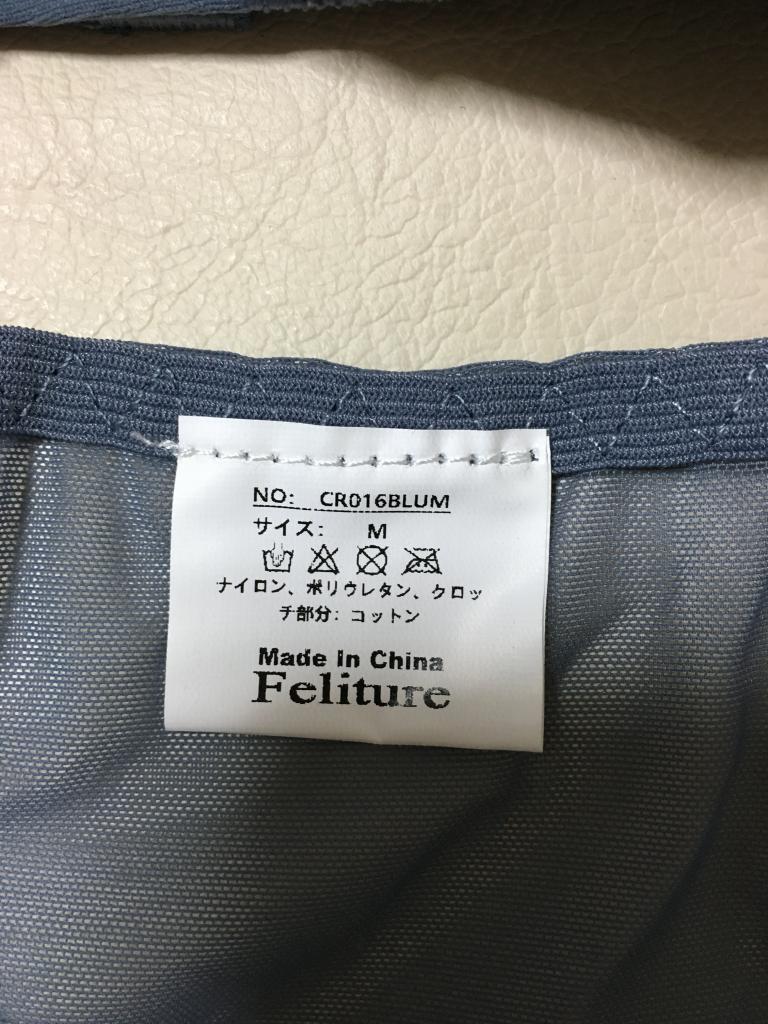 NO: CR016BLUM
サイズ: M
ナイロン、ポリウレタン、クロッ
チ部分: コットン
Made In China
Feliture